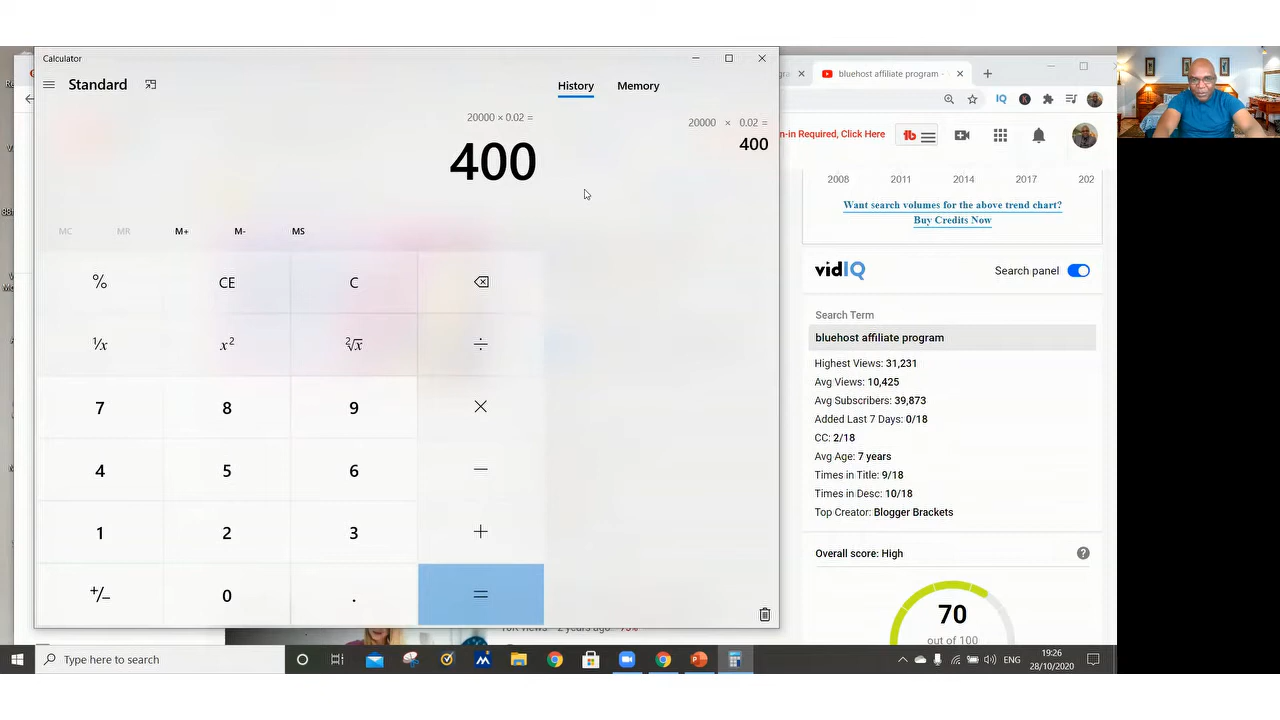 Calculator
Standard
History
Memory
20000 × 0.02 =
400
20000 × 0.02 =
400
MC MR M+ M- MS
% CE C
¹/x x² ²√x ÷
7 8 9 ×
4 5 6 −
1 2 3 +
+/− 0 . =
bluehost affiliate program -
IQ
K
n-in Required, Click Here
tb
2008 2011 2014 2017 202
Want search volumes for the above trend chart?
Buy Credits Now
vidIQ
Search panel
Search Term
bluehost affiliate program
Highest Views: 31,231
Avg Views: 10,425
Avg Subscribers: 39,873
Added Last 7 Days: 0/18
CC: 2/18
Avg Age: 7 years
Times in Title: 9/18
Times in Desc: 10/18
Top Creator: Blogger Brackets
Overall score: High
?
70
out of 100
Type here to search
ENG
19:26
28/10/2020